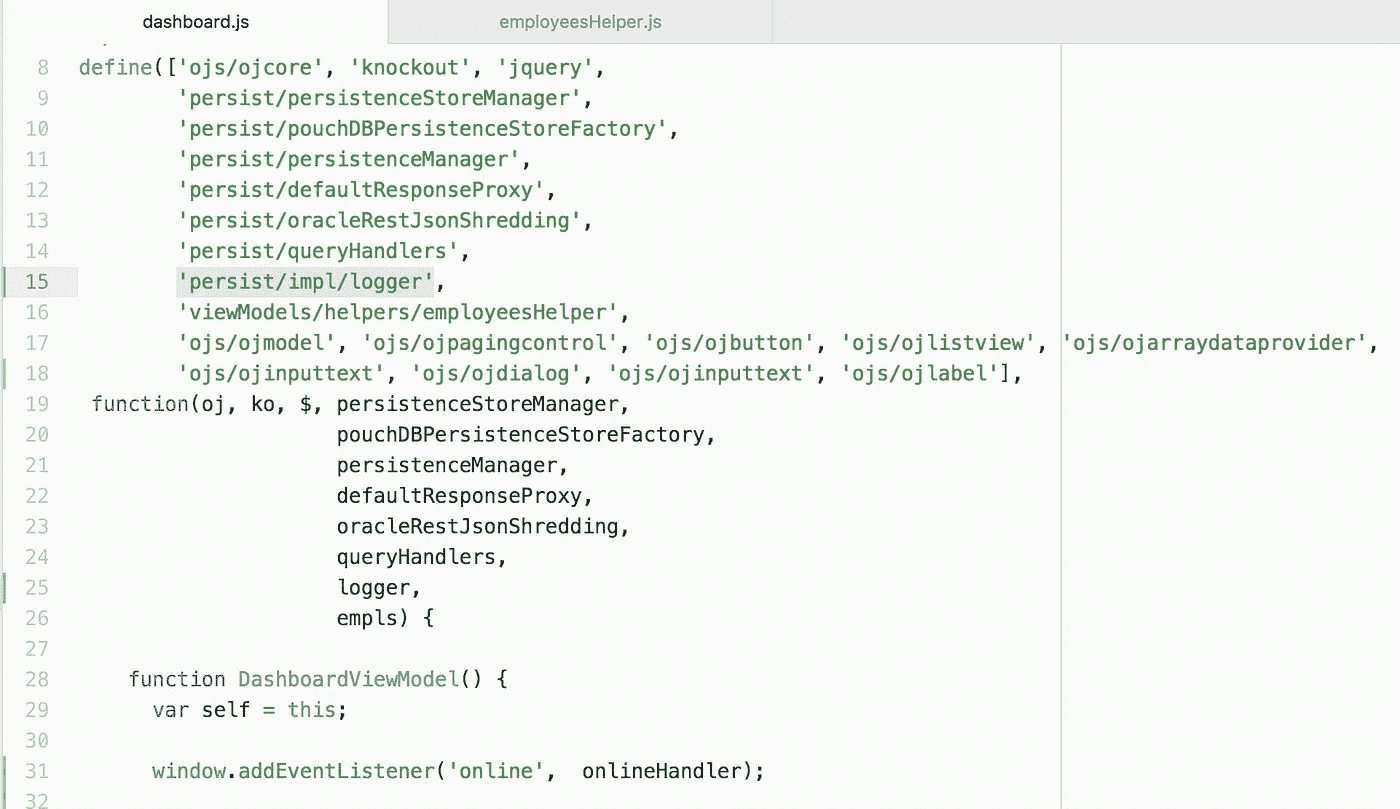 dashboard.js employeesHelper.js
8 define(['ojs/ojcore', 'knockout', 'jquery',
9 'persist/persistenceStoreManager',
10 'persist/pouchDBPersistenceStoreFactory',
11 'persist/persistenceManager',
12 'persist/defaultResponseProxy',
13 'persist/oracleRestJsonShredding',
14 'persist/queryHandlers',
15 'persist/impl/logger',
16 'viewModels/helpers/employeesHelper',
17 'ojs/ojmodel', 'ojs/ojpagingcontrol', 'ojs/ojbutton', 'ojs/ojlistview', 'ojs/ojarraydataprovider',
18 'ojs/ojinputtext', 'ojs/ojdialog', 'ojs/ojinputtext', 'ojs/ojlabel'],
19 function(oj, ko, $, persistenceStoreManager,
20 pouchDBPersistenceStoreFactory,
21 persistenceManager,
22 defaultResponseProxy,
23 oracleRestJsonShredding,
24 queryHandlers,
25 logger,
26 empls) {
27
28 function DashboardViewModel() {
29 var self = this;
30
31 window.addEventListener('online',  onlineHandler);
32